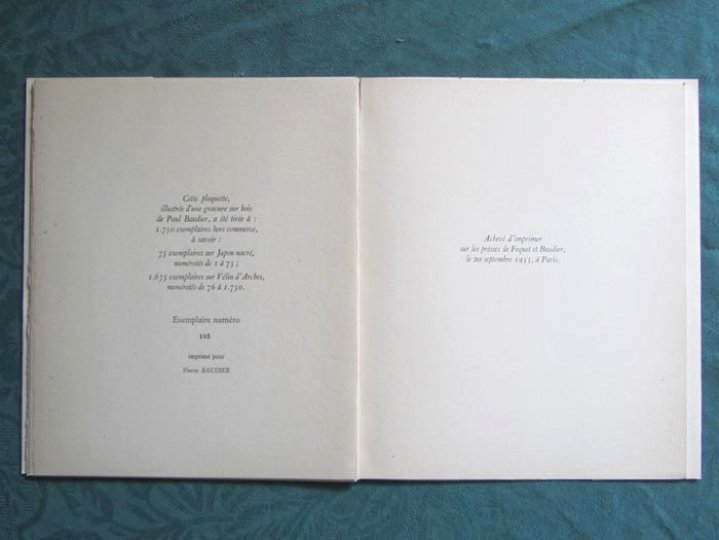 Cette plaquette,
illustrée d'une gravure sur bois
de Paul Baudier, a été tirée à :
1.750 exemplaires hors commerce,
à savoir :
75 exemplaires sur Japon nacré,
numérotés de 1 à 75 ;
1.675 exemplaires sur Vélin d'Arches,
numérotés de 76 à 1.750.
Exemplaire numéro
imprimé pour
Pierre BAUDIER
Achevé d'imprimer
sur les presses de Fequet et Baudier,
le 20 septembre 1955, à Paris.